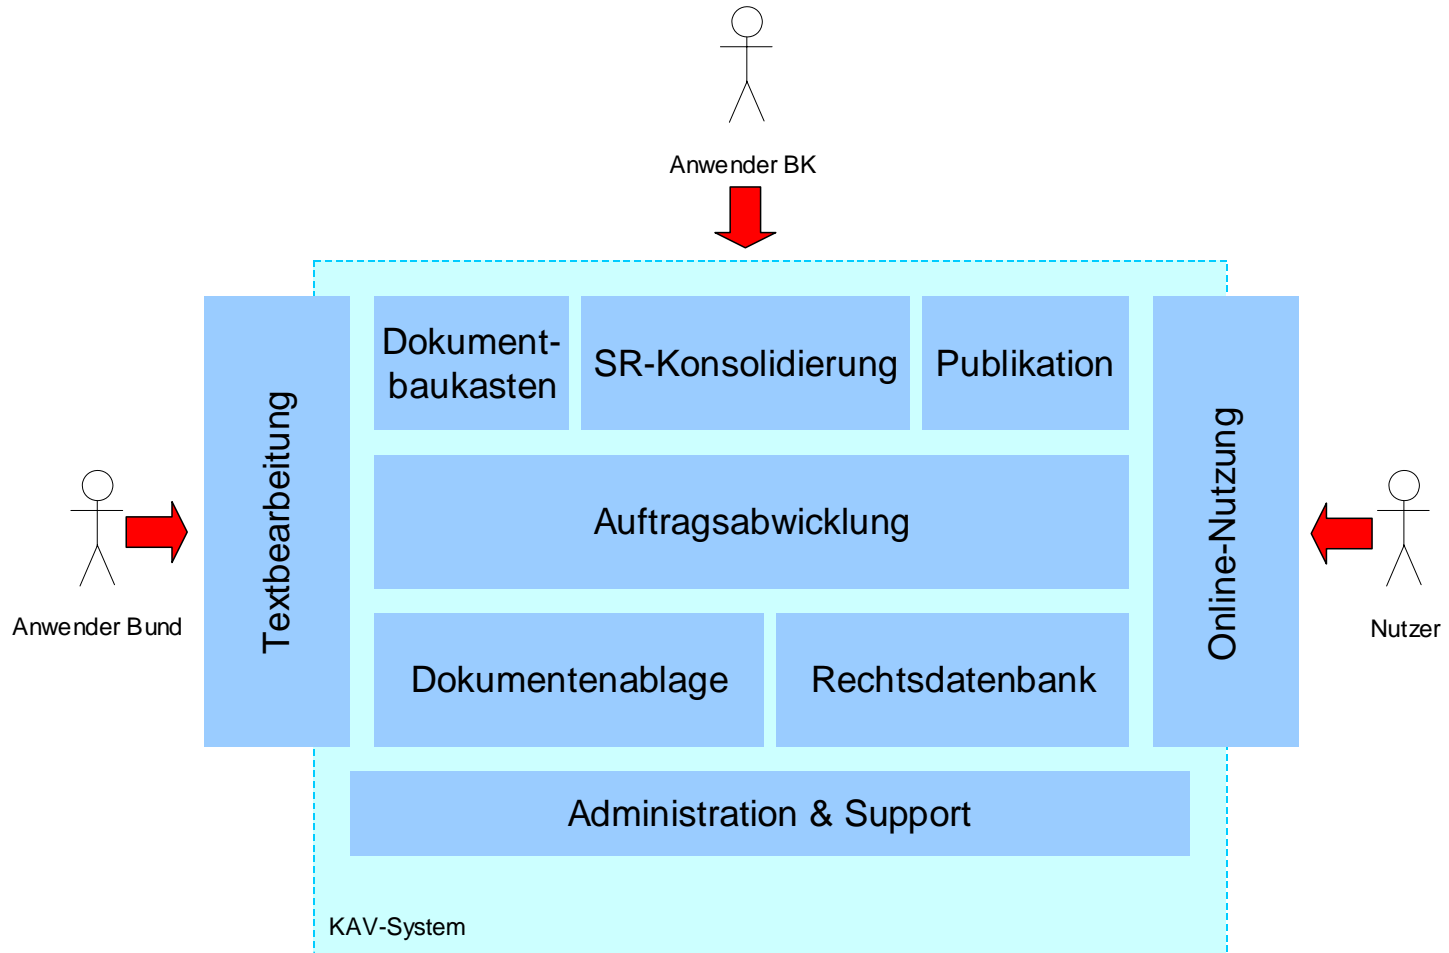 Anwender BK
Dokument-
baukasten
SR-Konsolidierung
Publikation
Textbearbeitung
Auftragsabwicklung
Online-Nutzung
Anwender Bund
Nutzer
Dokumentenablage
Rechtsdatenbank
Administration & Support
KAV-System